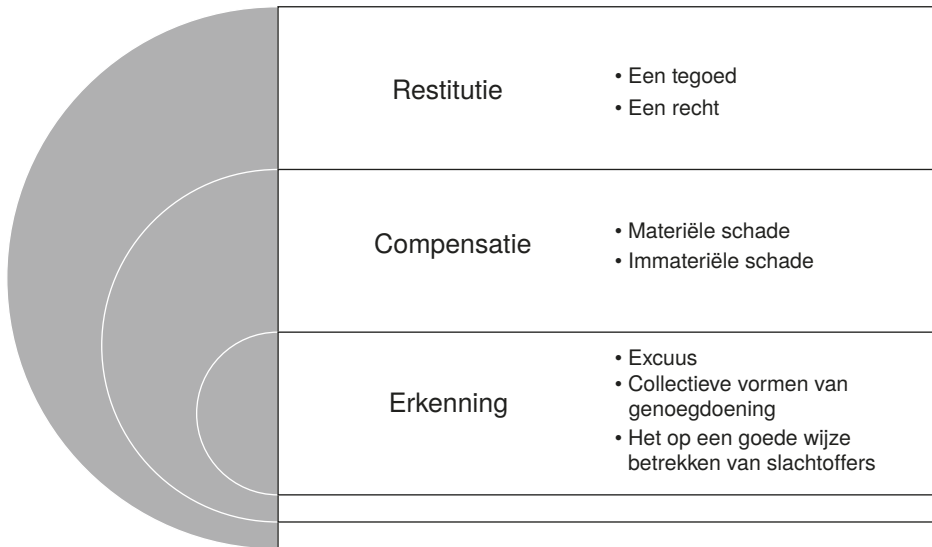 Restitutie
• Een tegoed
• Een recht
Compensatie
• Materiële schade
• Immateriële schade
Erkenning
• Excuus
• Collectieve vormen van
genoegdoening
• Het op een goede wijze
betrekken van slachtoffers